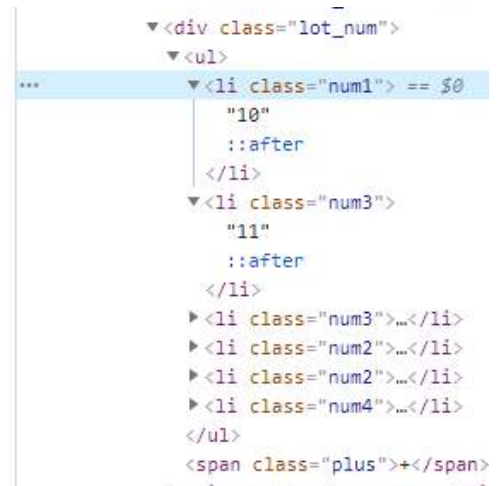 ▼<div class="lot_num">
▼<ul>
… ▼<li class="num1"> == $0
"10"
::after
</li>
▼<li class="num3">
"11"
::after
</li>
▶<li class="num3">…</li>
▶<li class="num2">…</li>
▶<li class="num2">…</li>
▶<li class="num4">…</li>
</ul>
<span class="plus">+</span>